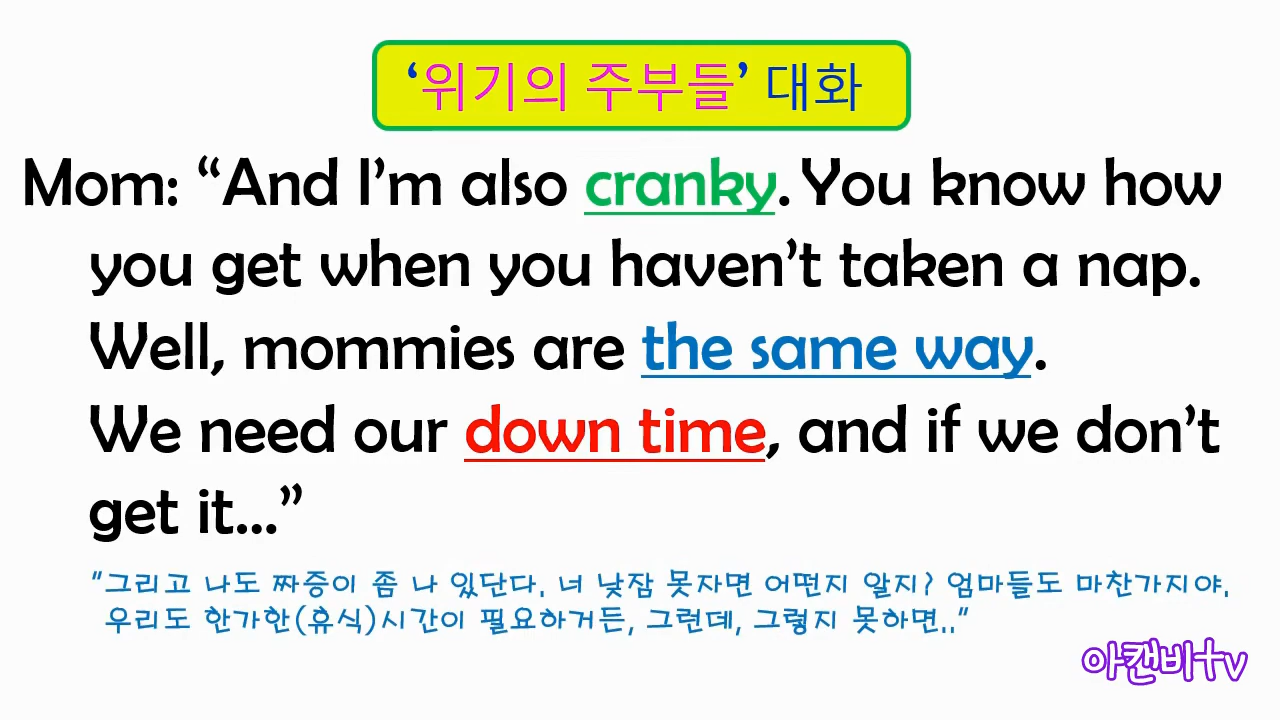 ‘위기의 주부들’ 대화
Mom: “And I’m also cranky. You know how
you get when you haven’t taken a nap.
Well, mommies are the same way.
We need our down time, and if we don’t
get it...”
“그리고 나도 짜증이 좀 나 있단다. 너 낮잠 못자면 어떤지 알지? 엄마들도 마찬가지야.
우리도 한가한(휴식)시간이 필요하거든, 그런데, 그렇지 못하면..”
아캔비tv